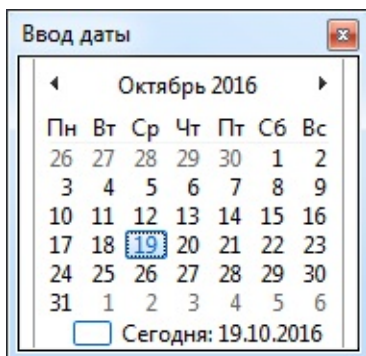 Ввод даты
Октябрь 2016
Пн Вт Ср Чт Пт Сб Вс
26 27 28 29 30 1 2
3 4 5 6 7 8 9
10 11 12 13 14 15 16
17 18 19 20 21 22 23
24 25 26 27 28 29 30
31 1 2 3 4 5 6
Сегодня: 19.10.2016